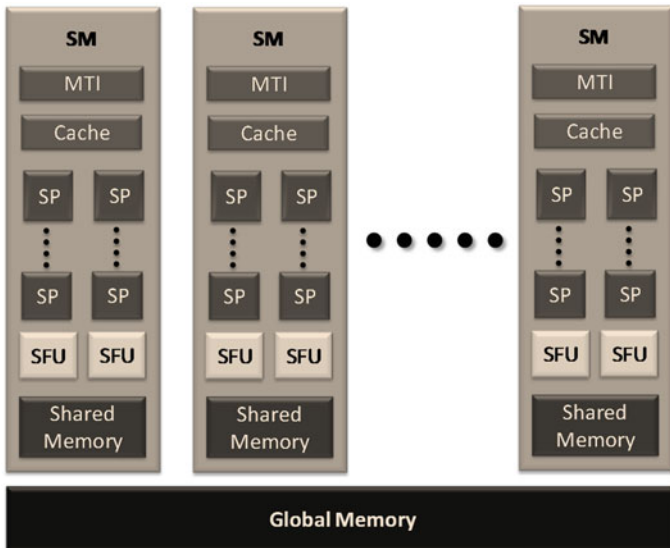 SM
MTI
Cache
SP SP
SP SP
SFU SFU
Shared
Memory
SM
MTI
Cache
SP SP
SP SP
SFU SFU
Shared
Memory
SM
MTI
Cache
SP SP
SP SP
SFU SFU
Shared
Memory
Global Memory